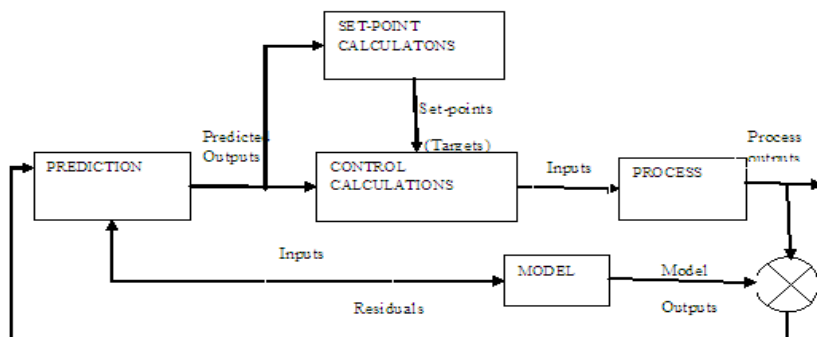 SET-POINT
CALCULATONS
Set-points
(Targets)
Predicted
Outputs
PREDICTION
CONTROL
CALCULATIONS
Inputs
PROCESS
Process
outputs
Inputs
MODEL
Model
Outputs
Residuals